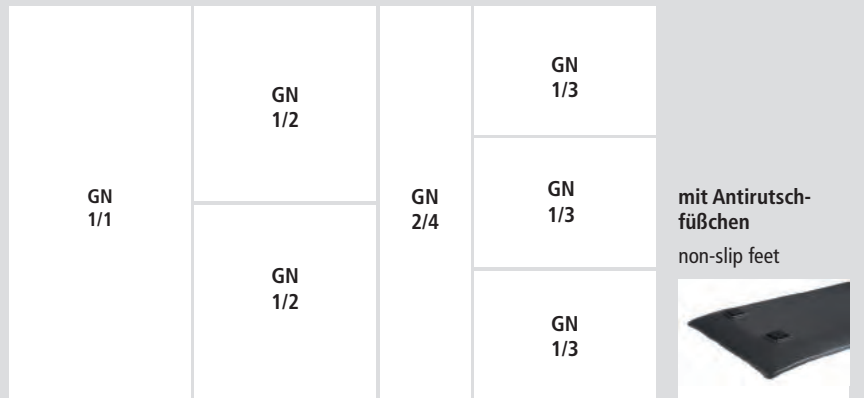 GN
1/1
GN
1/2
GN
1/2
GN
2/4
GN
1/3
GN
1/3
GN
1/3
mit Antirutsch-
füßchen
non-slip feet